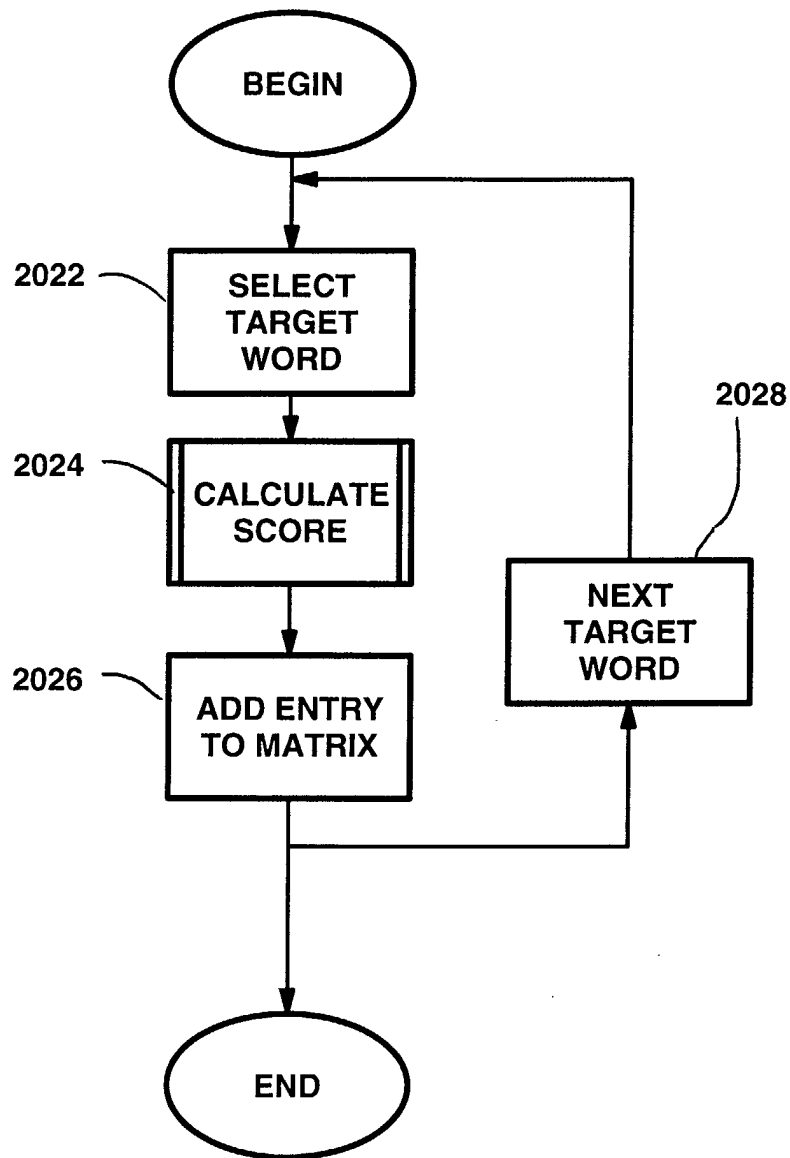 BEGIN
2022
SELECT
TARGET
WORD
2028
2024
CALCULATE
SCORE
NEXT
TARGET
WORD
2026
ADD ENTRY
TO MATRIX
END